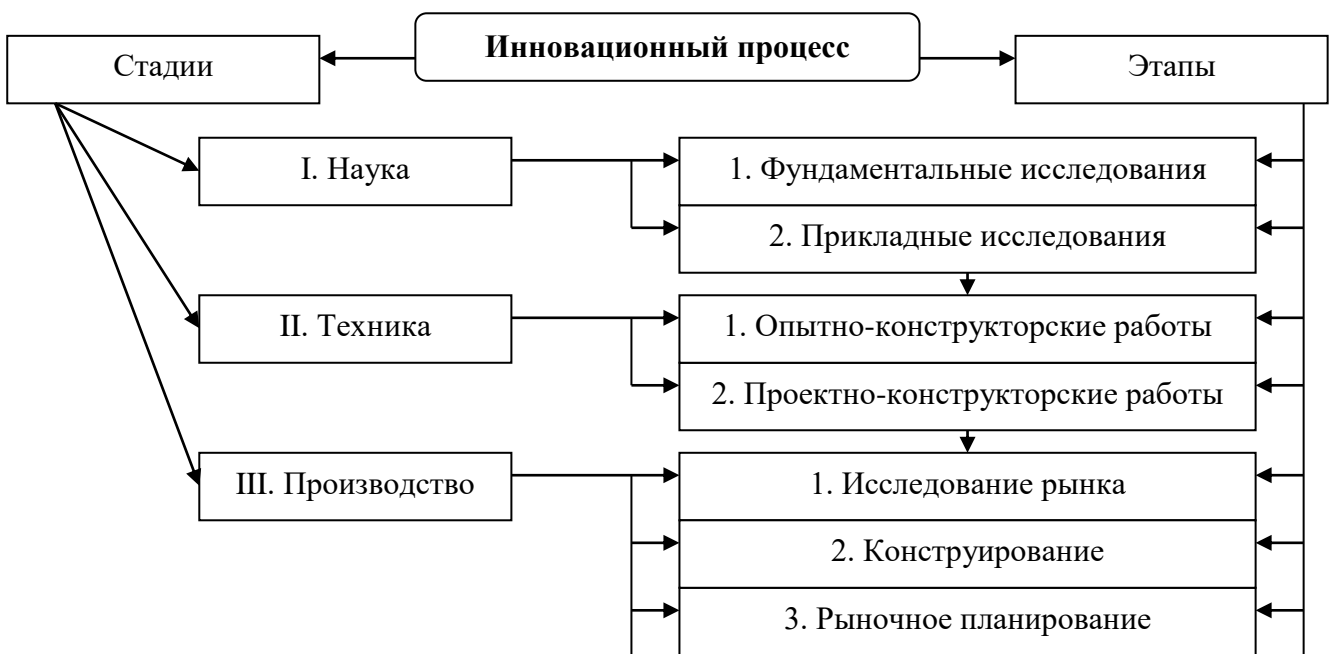 Инновационный процесс
Стадии
Этапы
I. Наука
1. Фундаментальные исследования
2. Прикладные исследования
II. Техника
1. Опытно-конструкторские работы
2. Проектно-конструкторские работы
III. Производство
1. Исследование рынка
2. Конструирование
3. Рыночное планирование